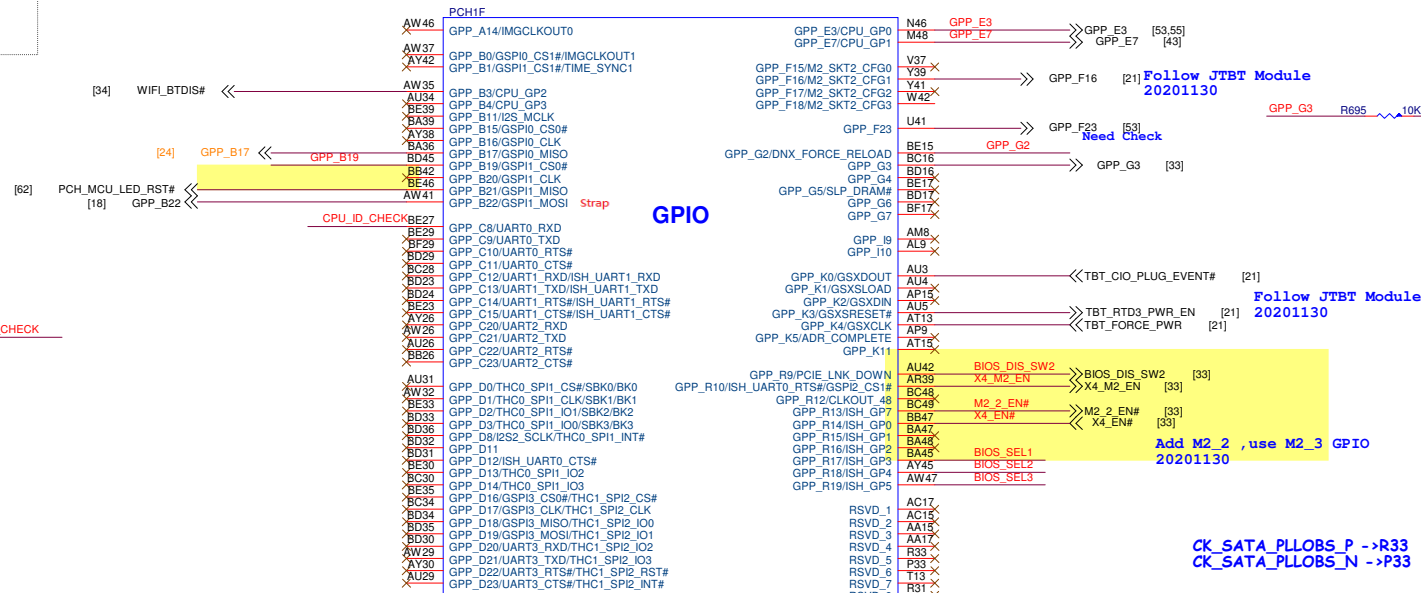 PCH1F
AW46 GPP_A14/IMGCLKOUT0
AW37 GPP_B0/GSPI0_CS1#/IMGCLKOUT1
AY42 GPP_B1/GSPI1_CS1#/TIME_SYNC1
[34] WIFI_BTDIS# AW35 GPP_B3/CPU_GP2
AU34 GPP_B4/CPU_GP3
BE39 GPP_B11/I2S_MCLK
BA39 GPP_B15/GSPI0_CS0#
AY38 GPP_B16/GSPI0_CLK
[24] GPP_B17 BA36 GPP_B17/GSPI0_MISO
GPP_B19 BD45 GPP_B19/GSPI1_CS0#
BB42 GPP_B20/GSPI1_CLK
[62] PCH_MCU_LED_RST# BE46 GPP_B21/GSPI1_MISO
[18] GPP_B22 AW41 GPP_B22/GSPI1_MOSI Strap
CPU_ID_CHECK BE27 GPP_C8/UART0_RXD
BE29 GPP_C9/UART0_TXD
BF29 GPP_C10/UART0_RTS#
BD29 GPP_C11/UART0_CTS#
BC28 GPP_C12/UART1_RXD/ISH_UART1_RXD
BD23 GPP_C13/UART1_TXD/ISH_UART1_TXD
BD24 GPP_C14/UART1_RTS#/ISH_UART1_RTS#
BE23 GPP_C15/UART1_CTS#/ISH_UART1_CTS#
AY26 GPP_C20/UART2_RXD
AW26 GPP_C21/UART2_TXD
AU26 GPP_C22/UART2_RTS#
BB26 GPP_C23/UART2_CTS#
CHECK
AU31 GPP_D0/THC0_SPI1_CS#/SBK0/BK0
AW32 GPP_D1/THC0_SPI1_CLK/SBK1/BK1
BE33 GPP_D2/THC0_SPI1_IO1/SBK2/BK2
BD33 GPP_D3/THC0_SPI1_IO0/SBK3/BK3
BD36 GPP_D8/I2S2_SCLK/THC0_SPI1_INT#
BD32 GPP_D11
BD31 GPP_D12/ISH_UART0_CTS#
BE30 GPP_D13/THC0_SPI1_IO2
BC30 GPP_D14/THC0_SPI1_IO3
BE35 GPP_D16/GSPI3_CS0#/THC1_SPI2_CS#
BC34 GPP_D17/GSPI3_CLK/THC1_SPI2_CLK
BD34 GPP_D18/GSPI3_MISO/THC1_SPI2_IO0
BD35 GPP_D19/GSPI3_MOSI/THC1_SPI2_IO1
BD30 GPP_D20/UART3_RXD/THC1_SPI2_IO2
AW29 GPP_D21/UART3_TXD/THC1_SPI2_IO3
AY30 GPP_D22/UART3_RTS#/THC1_SPI2_RST#
AU29 GPP_D23/UART3_CTS#/THC1_SPI2_INT#
GPIO
GPP_E3/CPU_GP0 N46 GPP_E3 GPP_E3 [53,55]
GPP_E7/CPU_GP1 M48 GPP_E7 GPP_E7 [43]
GPP_F15/M2_SKT2_CFG0 V37
GPP_F16/M2_SKT2_CFG1 Y39 GPP_F16 [21] Follow JTBT Module
GPP_F17/M2_SKT2_CFG2 Y41 20201130
GPP_F18/M2_SKT2_CFG3 W42
GPP_G3 R695 10K
GPP_F23 U41 GPP_F23 [53]
Need Check
GPP_G2/DNX_FORCE_RELOAD BE15 GPP_G2
GPP_G3 BC16 GPP_G3 [33]
GPP_G4 BD16
GPP_G5/SLP_DRAM# BE17
GPP_G6 BD17
GPP_G7 BF17
GPP_I9 AM8
GPP_I10 AL9
GPP_K0/GSXDOUT AU3 TBT_CIO_PLUG_EVENT# [21]
GPP_K1/GSXSLOAD AU4
GPP_K2/GSXDIN AP15 Follow JTBT Module
GPP_K3/GSXSRESET# AU5 TBT_RTD3_PWR_EN [21] 20201130
GPP_K4/GSXCLK AT13 TBT_FORCE_PWR [21]
GPP_K5/ADR_COMPLETE AP9
GPP_K11 AT15
GPP_R9/PCIE_LNK_DOWN AU42 BIOS_DIS_SW2 BIOS_DIS_SW2 [33]
GPP_R10/ISH_UART0_RTS#/GSPI2_CS1# AR39 X4_M2_EN X4_M2_EN [33]
GPP_R12/CLKOUT_48 BC48
GPP_R13/ISH_GP7 BC49 M2_2_EN# M2_2_EN# [33]
GPP_R14/ISH_GP0 BB47 X4_EN# X4_EN# [33]
GPP_R15/ISH_GP1 BA47
GPP_R16/ISH_GP2 BA48 Add M2_2 ,use M2_3 GPIO
GPP_R17/ISH_GP3 BA45 BIOS_SEL1 20201130
GPP_R18/ISH_GP4 AY45 BIOS_SEL2
GPP_R19/ISH_GP5 AW47 BIOS_SEL3
RSVD_1 AC17
RSVD_2 AC15
RSVD_3 AA15
RSVD_4 AA17
RSVD_5 R33
RSVD_6 P33
RSVD_7 T13
R31
CK_SATA_PLLOBS_P ->R33
CK_SATA_PLLOBS_N ->P33